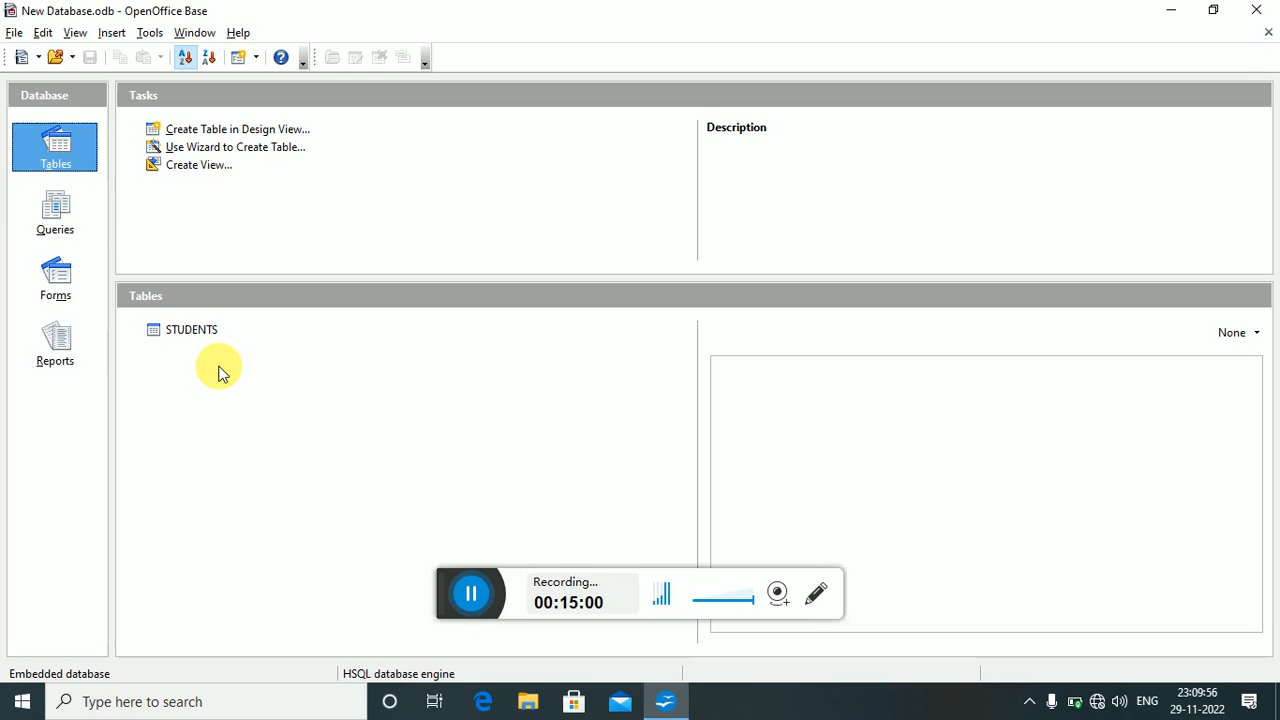 New Database.odb - OpenOffice Base
File Edit View Insert Tools Window Help
Database
Tables
Queries
Forms
Reports
Tasks
Create Table in Design View...
Use Wizard to Create Table...
Create View...
Description
Tables
STUDENTS
None
Recording...
00:15:00
Embedded database
HSQL database engine
Type here to search
ENG
23:09:56
29-11-2022